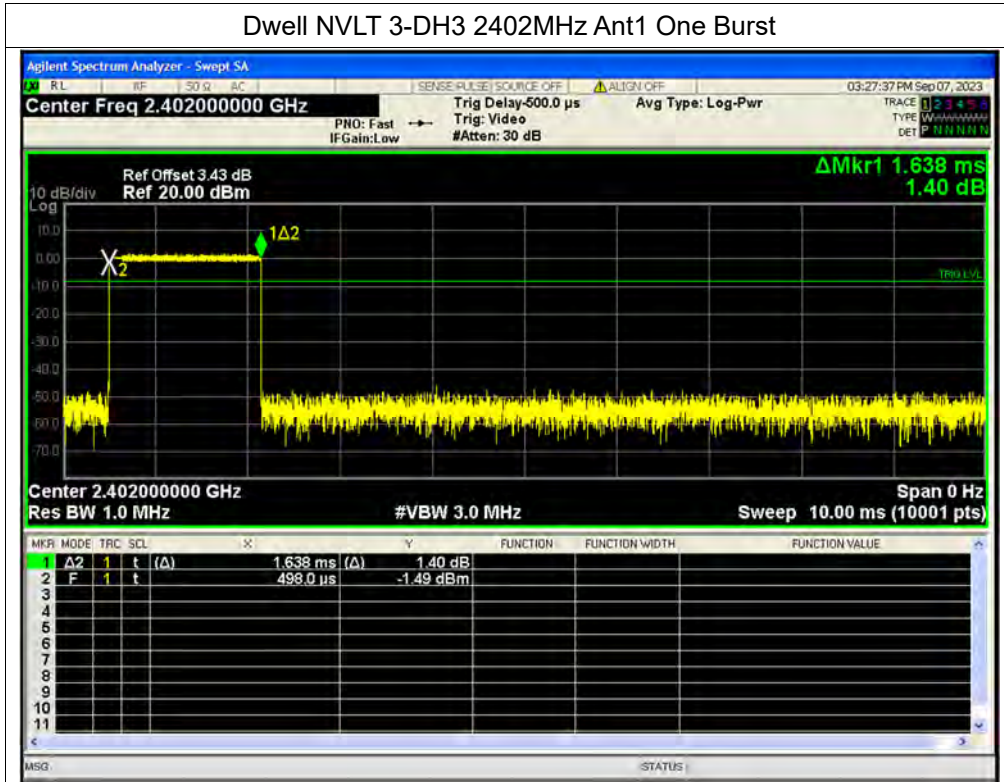 Dwell NVLT 3-DH3 2402MHz Ant1 One Burst
Agilent Spectrum Analyzer - Swept SA
LXI RL RF 50 Ω AC SENSE:PULSE SOURCE OFF ALIGN OFF 03:27:37 PM Sep 07, 2023
Center Freq 2.402000000 GHz Trig Delay-500.0 µs Avg Type: Log-Pwr TRACE 1 2 3 4 5 6
PNO: Fast Trig: Video TYPE W
IFGain:Low #Atten: 30 dB DET P N N N N N
ΔMkr1 1.638 ms
1.40 dB
Ref Offset 3.43 dB
10 dB/div Ref 20.00 dBm
Log
10.0
1Δ2
0.00
2
TRIG LVL
-10.0
-20.0
-30.0
-40.0
-50.0
-60.0
-70.0
Center 2.402000000 GHz Span 0 Hz
Res BW 1.0 MHz #VBW 3.0 MHz Sweep 10.00 ms (10001 pts)
MKR MODE TRC SCL X Y FUNCTION FUNCTION WIDTH FUNCTION VALUE
1 Δ2 1 t (Δ) 1.638 ms (Δ) 1.40 dB
2 F 1 t 498.0 µs -1.49 dBm
3
4
5
6
7
8
9
10
11
MSG STATUS